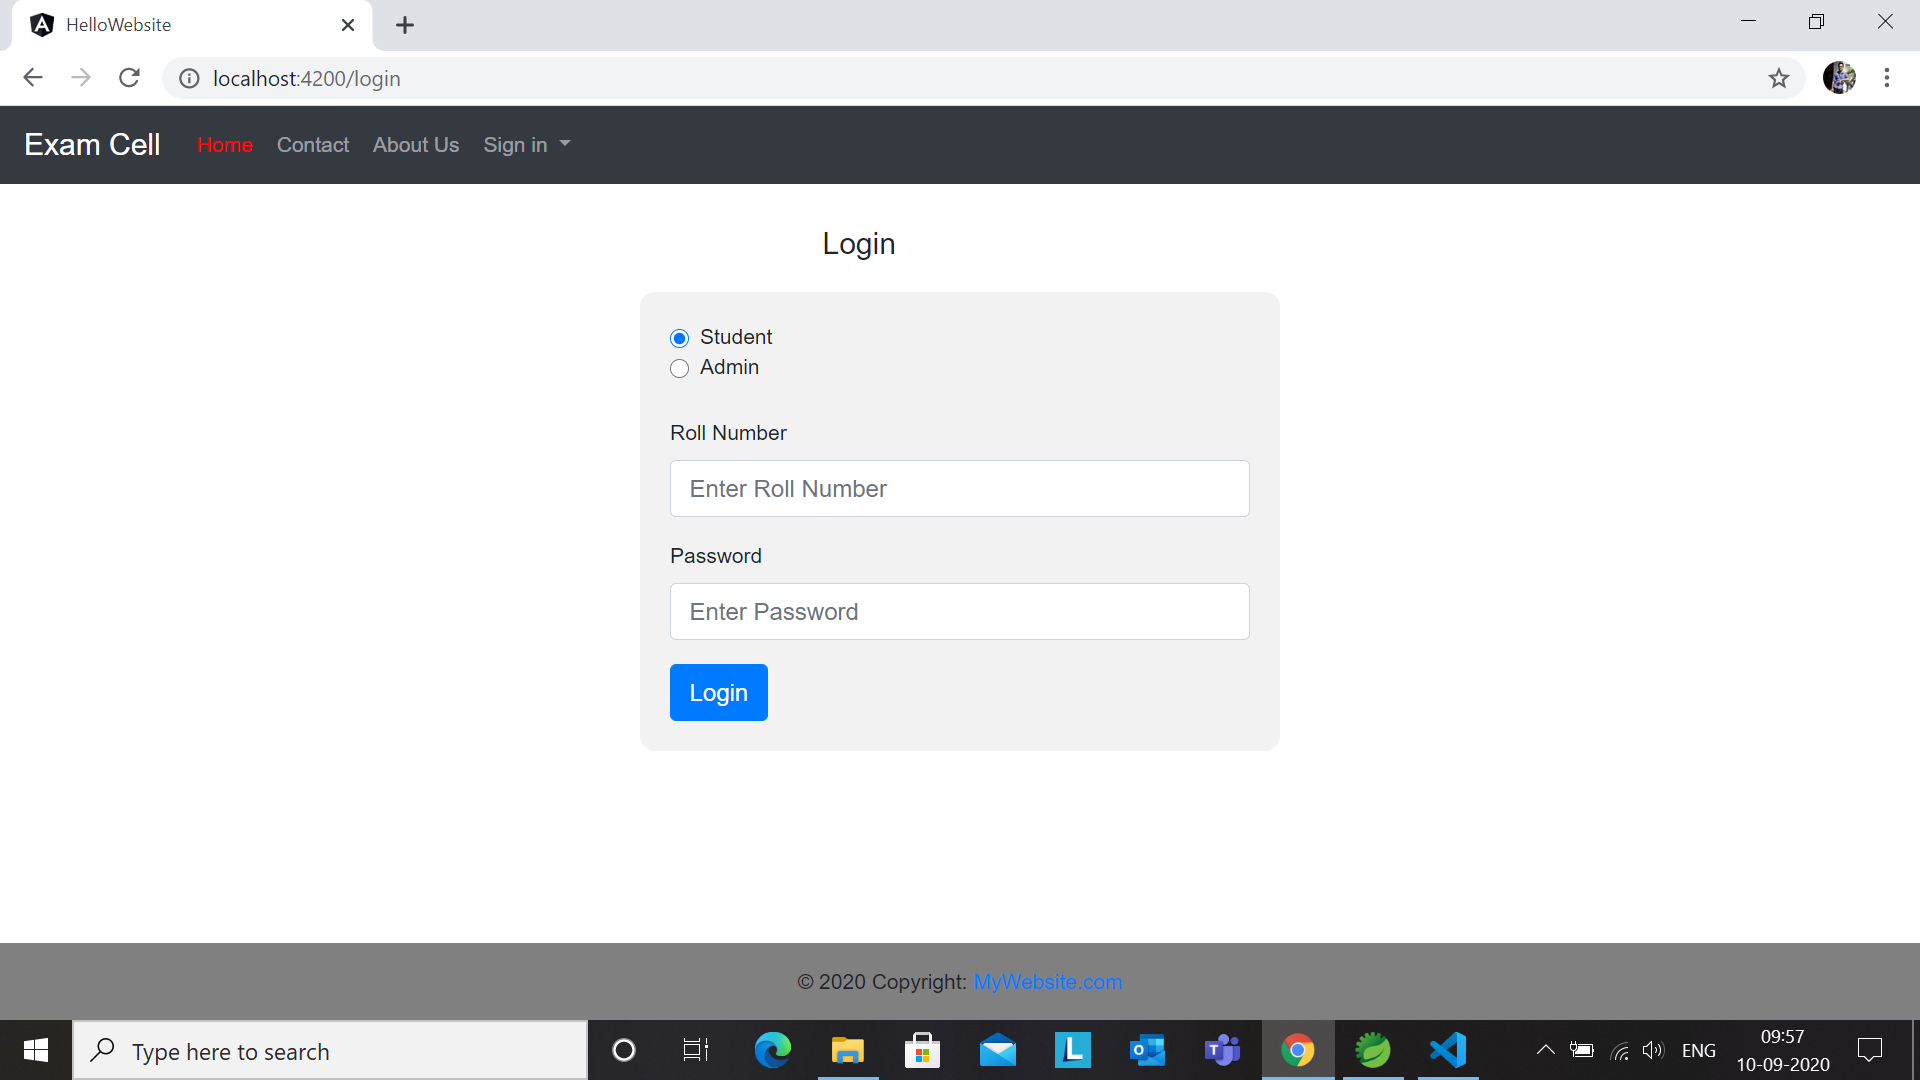 HelloWebsite
localhost:4200/login
Exam Cell Home Contact About Us Sign in
Login
Student
Admin
Roll Number
Enter Roll Number
Password
Enter Password
Login
© 2020 Copyright: MyWebsite.com
Type here to search
ENG
09:57
10-09-2020